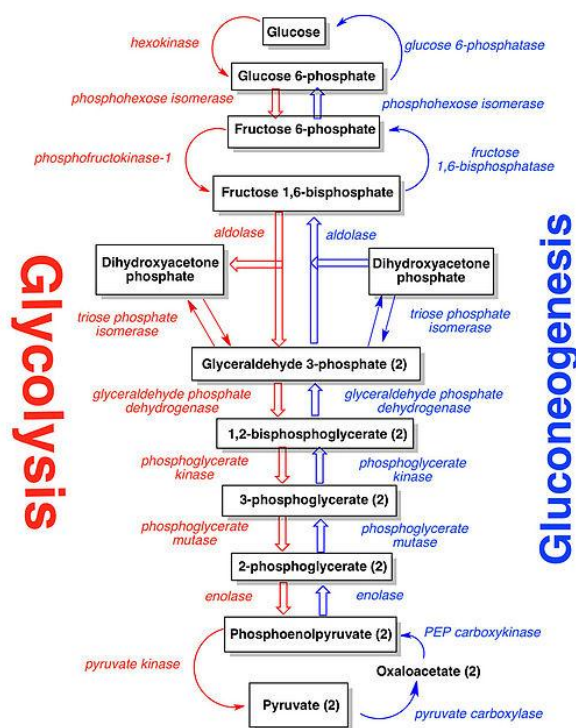 Glucose
hexokinase
glucose 6-phosphatase
Glucose 6-phosphate
phosphohexose isomerase
phosphohexose isomerase
Fructose 6-phosphate
phosphofructokinase-1
fructose
1,6-bisphosphatase
Fructose 1,6-bisphosphate
aldolase
aldolase
Dihydroxyacetone
phosphate
Dihydroxyacetone
phosphate
triose phosphate
isomerase
triose phosphate
isomerase
Glyceraldehyde 3-phosphate (2)
glyceraldehyde phosphate
dehydrogenase
glyceraldehyde phosphate
dehydrogenase
1,2-bisphosphoglycerate (2)
phosphoglycerate
kinase
phosphoglycerate
kinase
3-phosphoglycerate (2)
phosphoglycerate
mutase
phosphoglycerate
mutase
2-phosphoglycerate (2)
enolase
enolase
Phosphoenolpyruvate (2)
PEP carboxykinase
pyruvate kinase
Oxaloacetate (2)
Pyruvate (2)
pyruvate carboxylase
Glycolysis
Gluconeogenesis